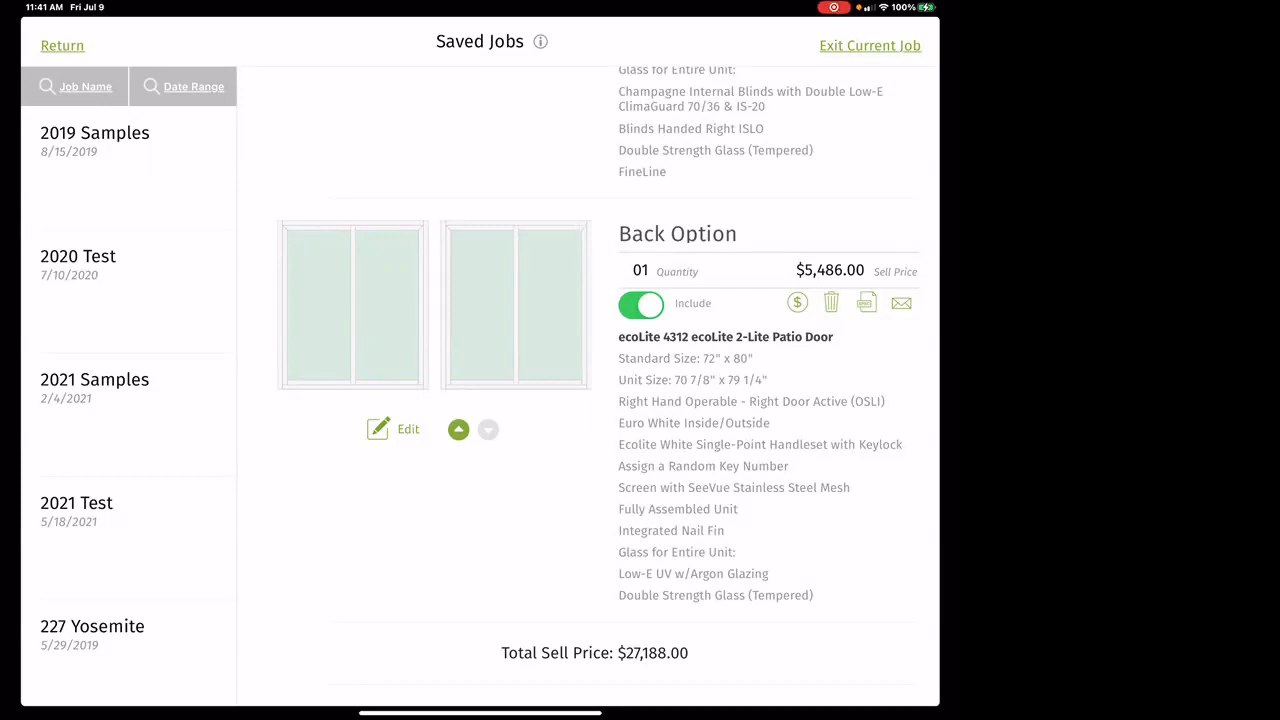 11:41 AM Fri Jul 9
100%
Return
Saved Jobs
Exit Current Job
Job Name
Date Range
2019 Samples
8/15/2019
2020 Test
7/10/2020
2021 Samples
2/4/2021
2021 Test
5/18/2021
227 Yosemite
5/29/2019
Glass for Entire Unit:
Champagne Internal Blinds with Double Low-E
ClimaGuard 70/36 & IS-20
Blinds Handed Right ISLO
Double Strength Glass (Tempered)
FineLine
Edit
Back Option
01 Quantity $5,486.00 Sell Price
Include
ecoLite 4312 ecoLite 2-Lite Patio Door
Standard Size: 72" x 80"
Unit Size: 70 7/8" x 79 1/4"
Right Hand Operable - Right Door Active (OSLI)
Euro White Inside/Outside
Ecolite White Single-Point Handleset with Keylock
Assign a Random Key Number
Screen with SeeVue Stainless Steel Mesh
Fully Assembled Unit
Integrated Nail Fin
Glass for Entire Unit:
Low-E UV w/Argon Glazing
Double Strength Glass (Tempered)
Total Sell Price: $27,188.00